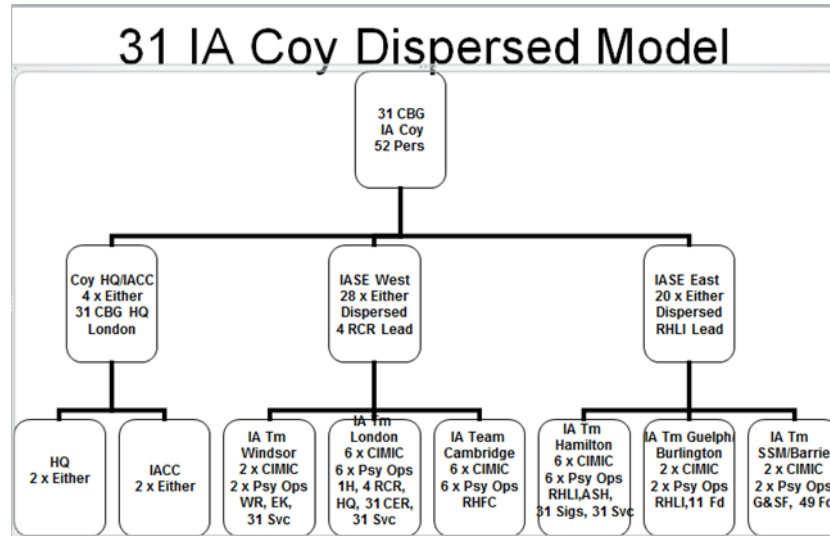 31 IA Coy Dispersed Model
31 CBG
IA Coy
52 Pers
Coy HQ/IACC
4 x Either
31 CBG HQ
London
IASE West
28 x Either
Dispersed
4 RCR Lead
IASE East
20 x Either
Dispersed
RHLI Lead
HQ
2 x Either
IACC
2 x Either
IA Tm
Windsor
2 x CIMIC
2 x Psy Ops
WR, EK,
31 Svc
IA Tm
London
6 x CIMIC
6 x Psy Ops
1H, 4 RCR,
HQ, 31 CER,
31 Svc
IA Team
Cambridge
6 x CIMIC
6 x Psy Ops
RHFC
IA Tm
Hamilton
6 x CIMIC
6 x Psy Ops
RHLI,ASH,
31 Sigs, 31 Svc
IA Tm Guelph/
Burlington
2 x CIMIC
2 x Psy Ops
RHLI,11 Fd
IA Tm
SSM/Barrie
2 x CIMIC
2 x Psy Ops
G&SF, 49 Fd